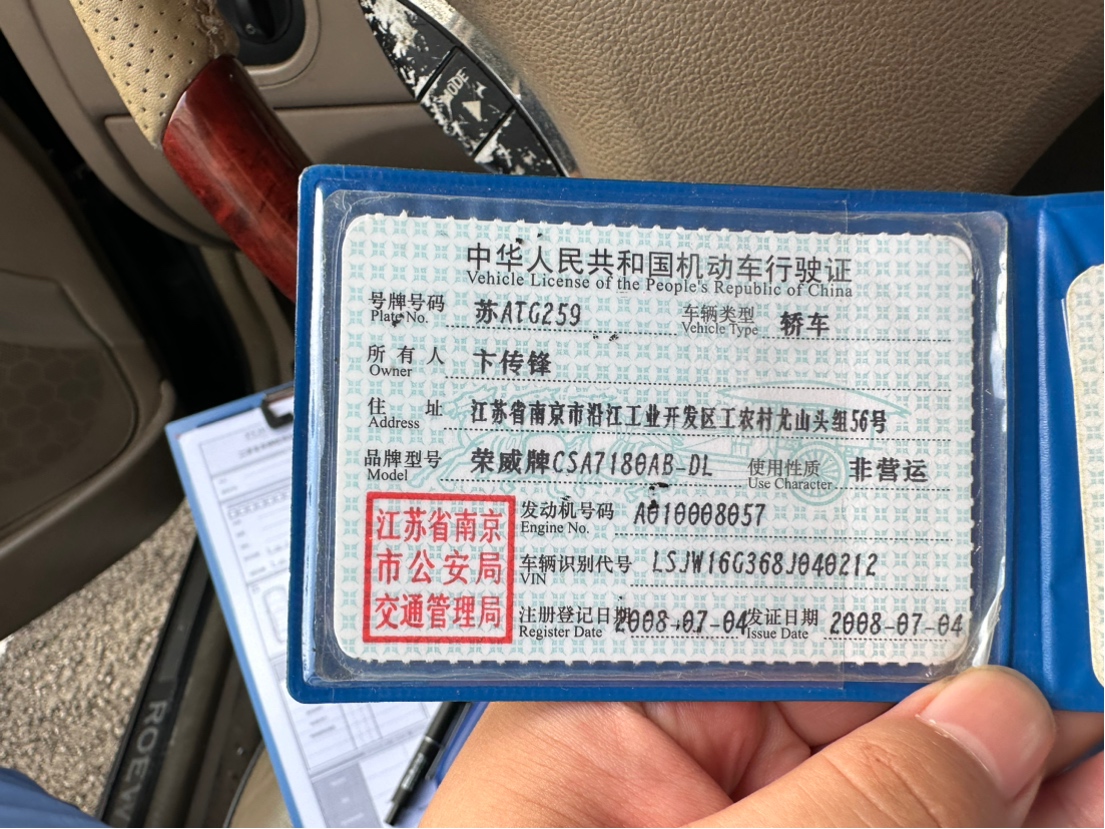 MODE
中华人民共和国机动车行驶证
Vehicle License of the People's Republic of China
号牌号码 苏ATG259 车辆类型 轿车
Plate No. Vehicle Type
所有人 卞传锋
Owner
住址 江苏省南京市沿江工业开发区工农村尤山头组56号
Address
品牌型号 荣威牌CSA7180AB-DL 使用性质 非营运
Model Use Character
江苏省南京
市公安局
交通管理局
发动机号码 A010008057
Engine No.
车辆识别代号 LSJW16G368J040212
VIN
注册登记日期 2008-07-04 发证日期 2008-07-04
Register Date Issue Date
ROEW